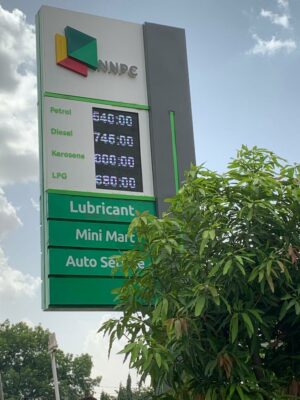 NNPC
Petrol 640:00
Diesel 746:00
Kerosene 000:00
LPG 680:00
Lubricant
Mini Mart
Auto Service